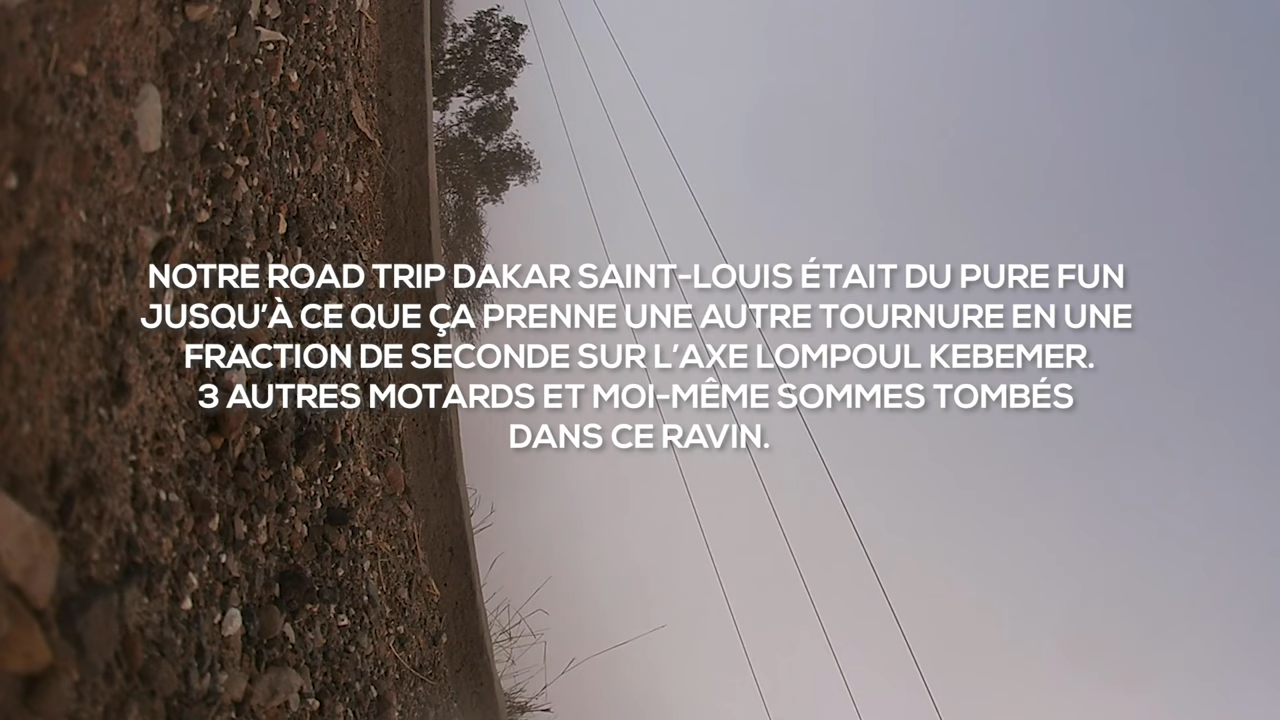 NOTRE ROAD TRIP DAKAR SAINT-LOUIS ÉTAIT DU PURE FUN
JUSQU'À CE QUE ÇA PRENNE UNE AUTRE TOURNURE EN UNE
FRACTION DE SECONDE SUR L'AXE LOMPOUL KEBEMER.
3 AUTRES MOTARDS ET MOI-MÊME SOMMES TOMBÉS
DANS CE RAVIN.